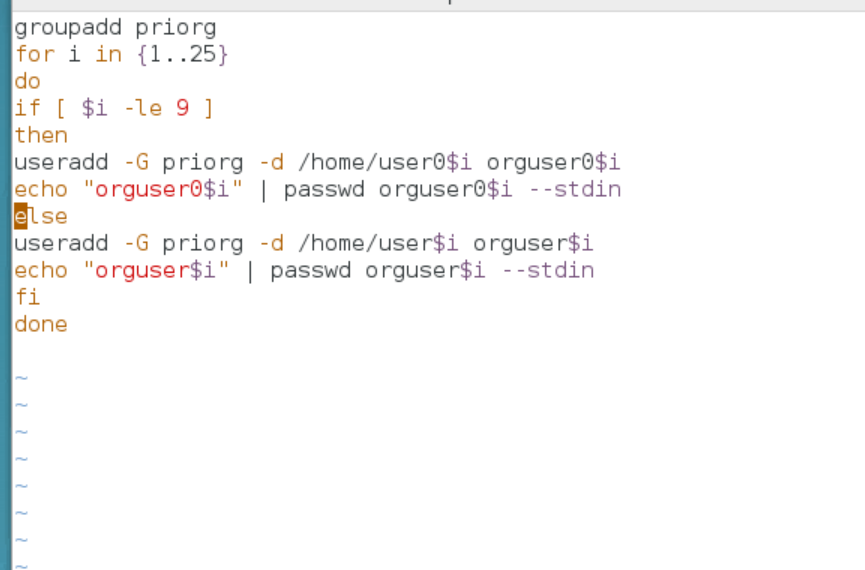 groupadd priorg
for i in {1..25}
do
if [ $i -le 9 ]
then
useradd -G priorg -d /home/user0$i orguser0$i
echo "orguser0$i" | passwd orguser0$i --stdin
else
useradd -G priorg -d /home/user$i orguser$i
echo "orguser$i" | passwd orguser$i --stdin
fi
done
~
~
~
~
~
~
~
~